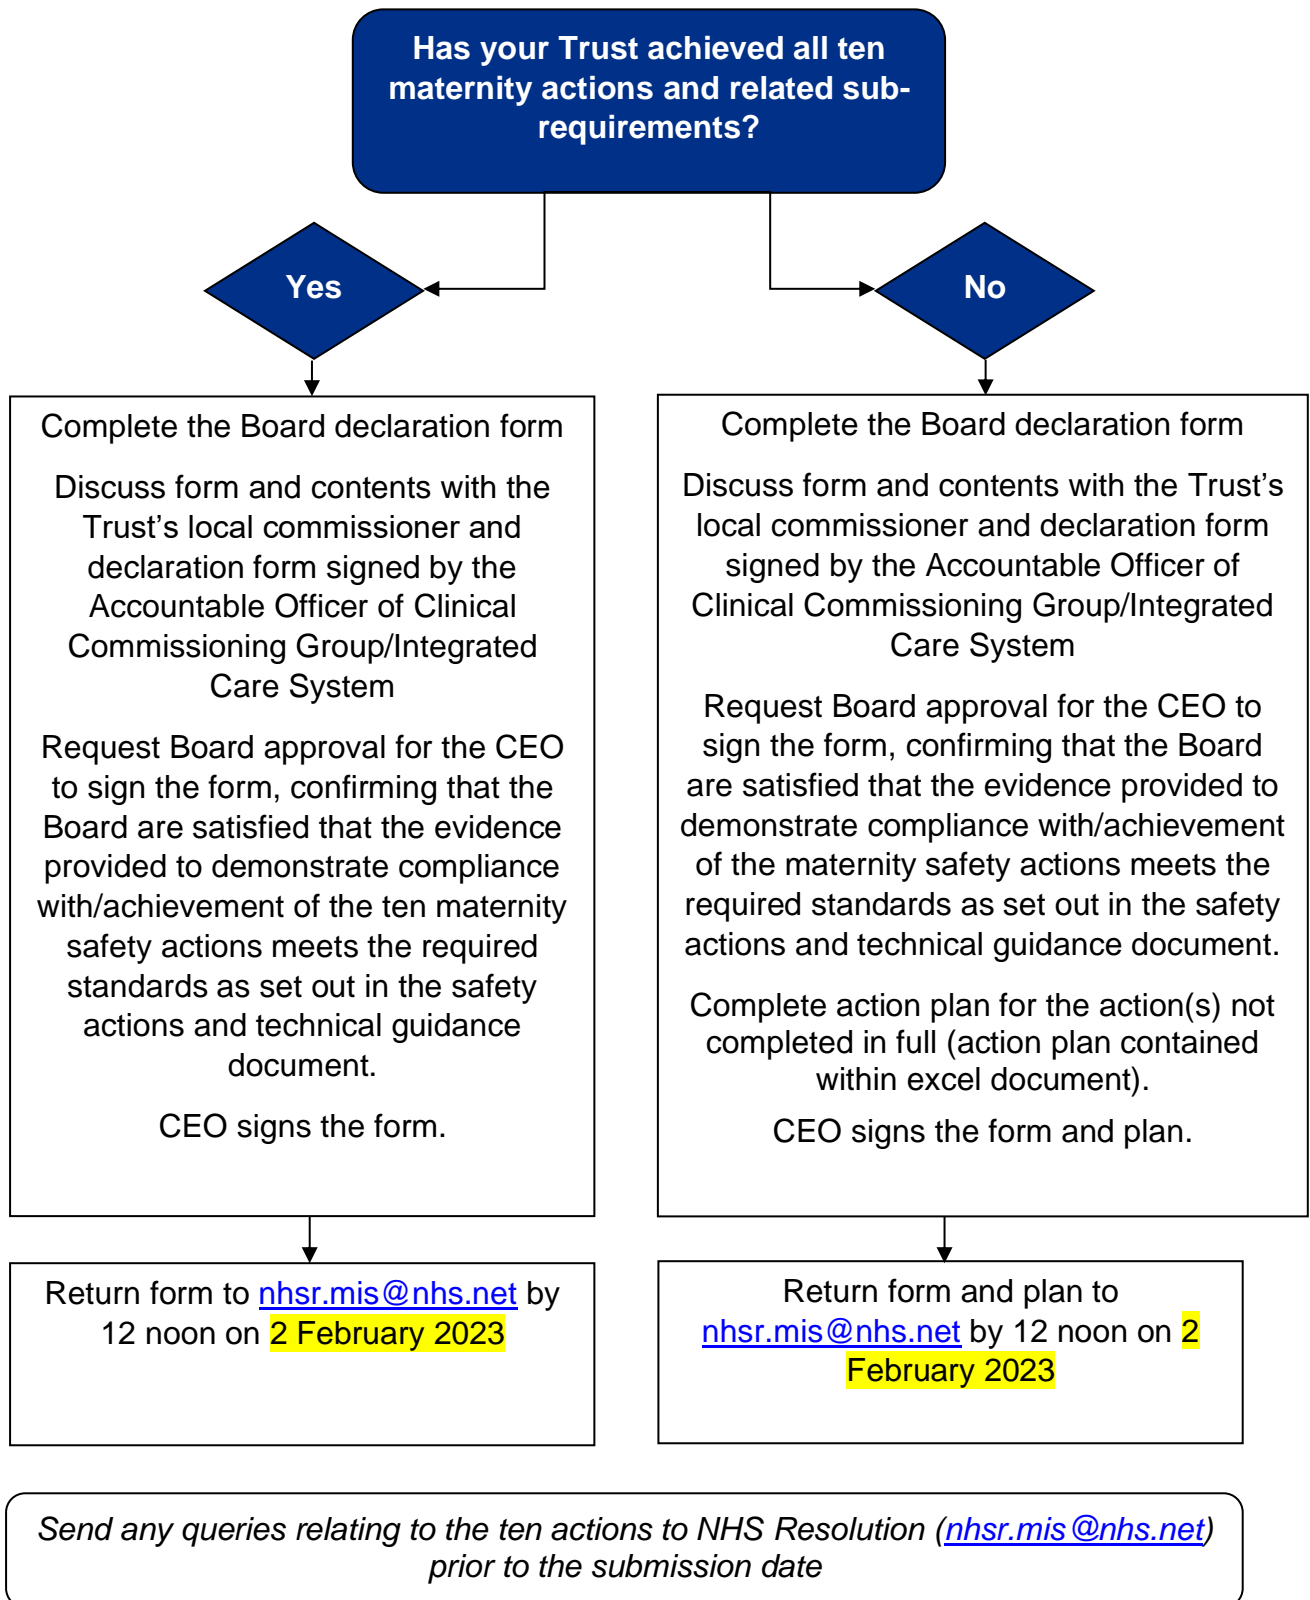 Has your Trust achieved all ten
maternity actions and related sub-
requirements?
Yes
No
Complete the Board declaration form
Discuss form and contents with the
Trust's local commissioner and
declaration form signed by the
Accountable Officer of Clinical
Commissioning Group/Integrated
Care System
Request Board approval for the CEO
to sign the form, confirming that the
Board are satisfied that the evidence
provided to demonstrate compliance
with/achievement of the ten maternity
safety actions meets the required
standards as set out in the safety
actions and technical guidance
document.
CEO signs the form.
Complete the Board declaration form
Discuss form and contents with the Trust's
local commissioner and declaration form
signed by the Accountable Officer of
Clinical Commissioning Group/Integrated
Care System
Request Board approval for the CEO to
sign the form, confirming that the Board
are satisfied that the evidence provided to
demonstrate compliance with/achievement
of the maternity safety actions meets the
required standards as set out in the safety
actions and technical guidance document.
Complete action plan for the action(s) not
completed in full (action plan contained
within excel document).
CEO signs the form and plan.
Return form to nhsr.mis@nhs.net by
12 noon on 2 February 2023
Return form and plan to
nhsr.mis@nhs.net by 12 noon on 2
February 2023
Send any queries relating to the ten actions to NHS Resolution (nhsr.mis@nhs.net)
prior to the submission date